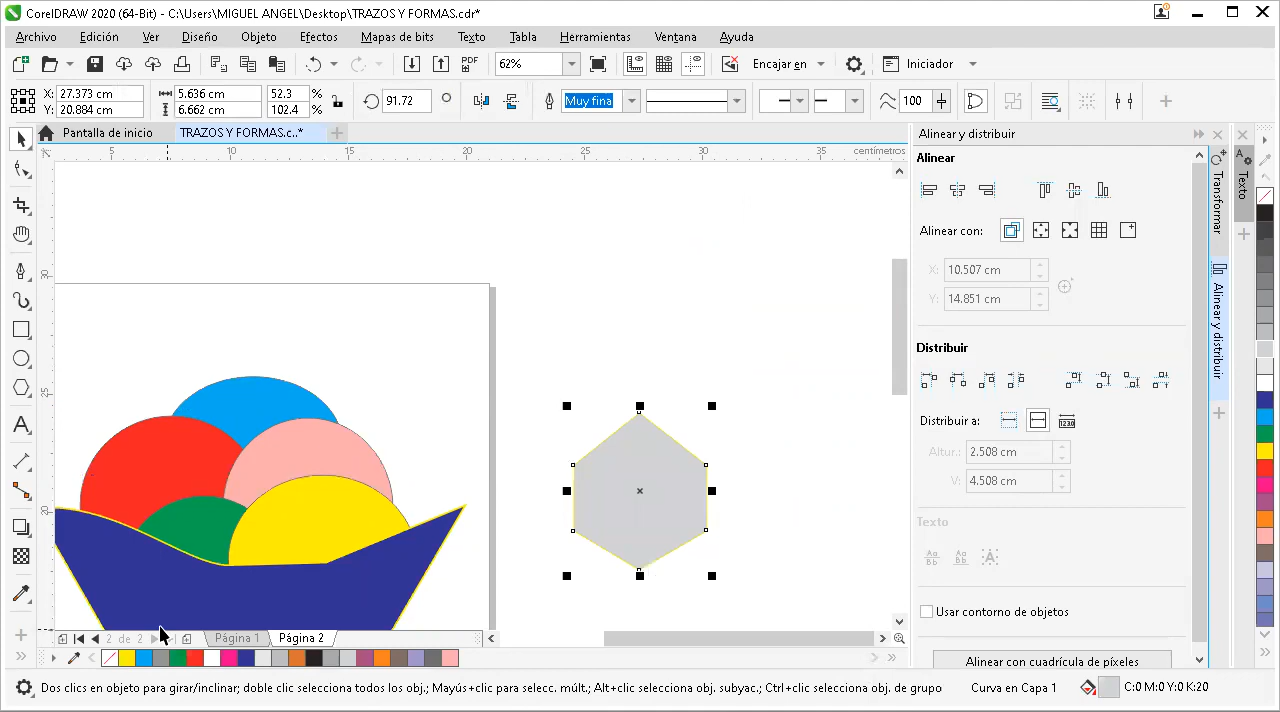 CorelDRAW 2020 (64-Bit) - C:\Users\MIGUEL ANGEL\Desktop\TRAZOS Y FORMAS.cdr*
Archivo Edición Ver Diseño Objeto Efectos Mapas de bits Texto Tabla Herramientas Ventana Ayuda
PDF 62% Encajar en Iniciador
X: 27.373 cm 5.636 cm 52.3 % 91.72 Muy fina 100
Y: 20.884 cm 6.662 cm 102.4 %
Pantalla de inicio TRAZOS Y FORMAS.c..*
5 10 15 20 25 30 35 centímetros
30
25
20
Alinear y distribuir
Alinear
Alinear con:
X: 10.507 cm
Y: 14.851 cm
Distribuir
Distribuir a:
Altur.: 2.508 cm
V: 4.508 cm
Texto
Usar contorno de objetos
Alinear con cuadrícula de píxeles
Transformar
Alinear y distribuir
Texto
2 de 2 Página 1 Página 2
Dos clics en objeto para girar/inclinar; doble clic selecciona todos los obj.; Mayús+clic para selecc. múlt.; Alt+clic selecciona obj. subyac.; Ctrl+clic selecciona obj. de grupo Curva en Capa 1 C:0 M:0 Y:0 K:20